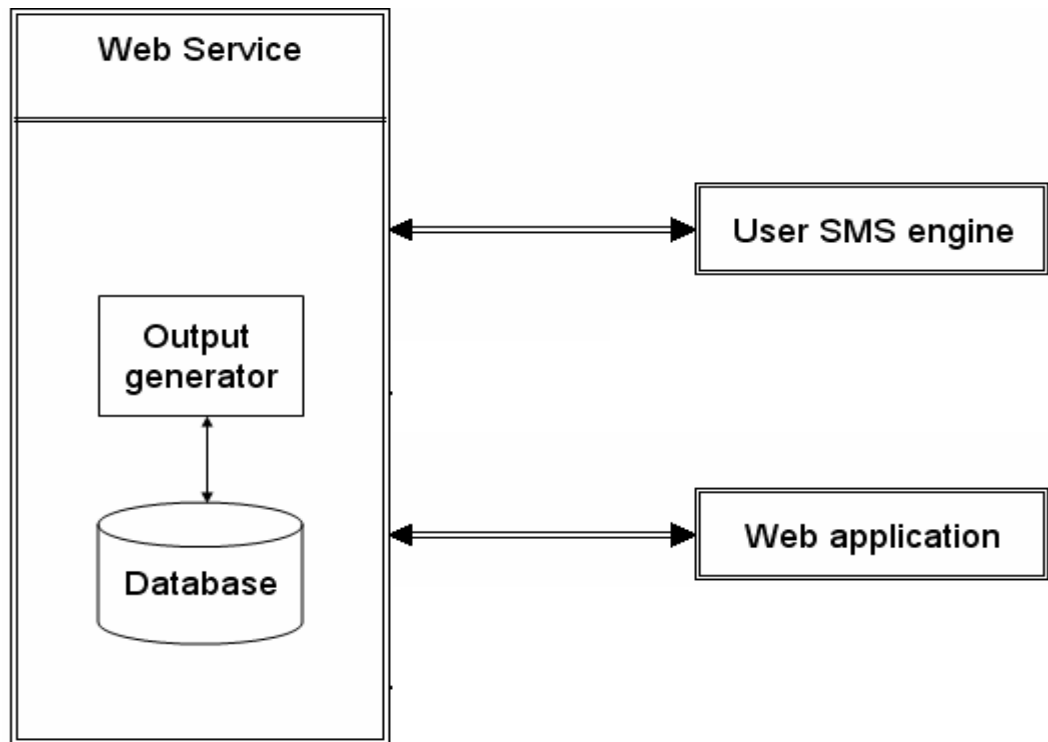 Web Service
User SMS engine
Output
generator
Web application
Database